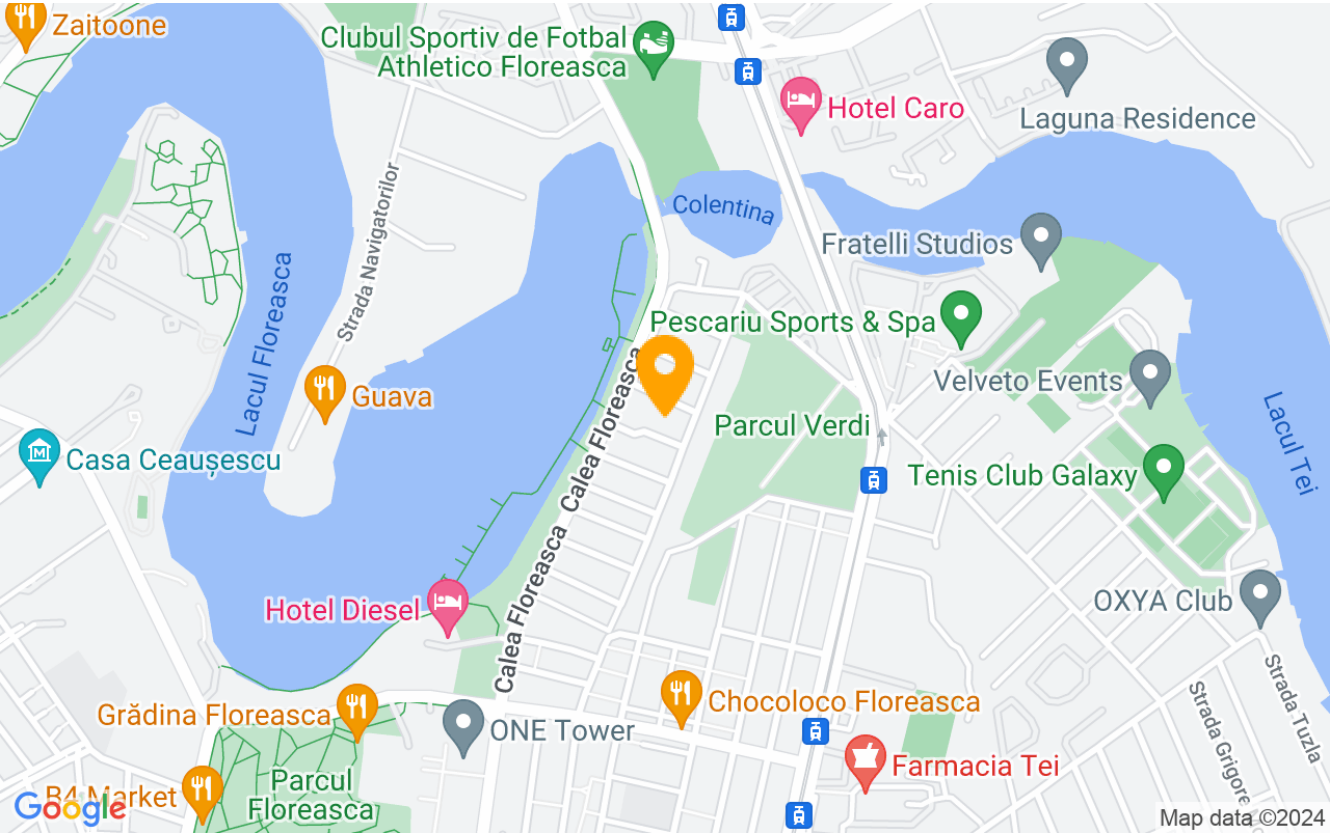 Zaitoone
Clubul Sportiv de Fotbal
Athletico Floreasca
Hotel Caro
Laguna Residence
Strada Navigatorilor
Colentina
Fratelli Studios
Lacul Floreasca
Pescariu Sports & Spa
Calea Floreasca
Calea Floreasca
Guava
Velveto Events
Parcul Verdi
Lacul Tei
Casa Ceaușescu
Tenis Club Galaxy
Hotel Diesel
OXYA Club
Strada Tuzla
Strada Grigore
Chocoloco Floreasca
Grădina Floreasca
ONE Tower
Farmacia Tei
Parcul
Floreasca
B4 Market
Google
Map data ©2024